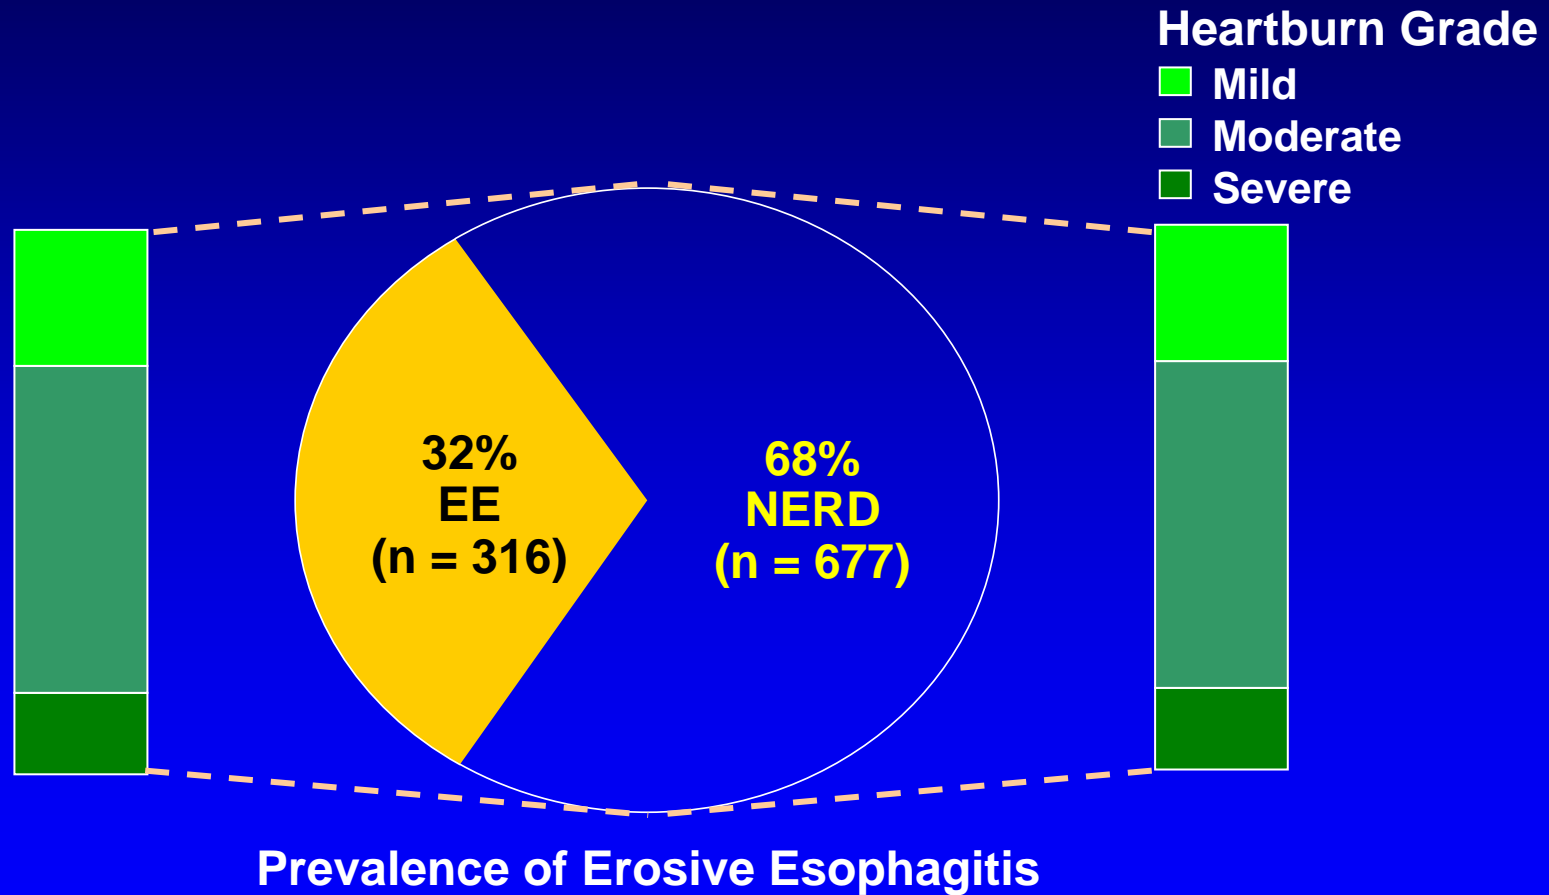 Heartburn Grade
Mild
Moderate
Severe
32%
EE
(n = 316)
68%
NERD
(n = 677)
Prevalence of Erosive Esophagitis